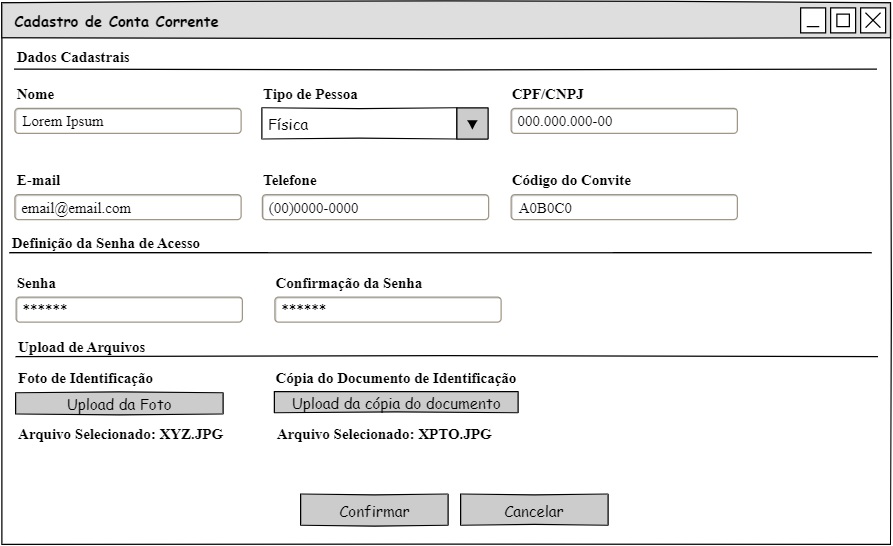 Cadastro de Conta Corrente
Dados Cadastrais
Nome Tipo de Pessoa CPF/CNPJ
Lorem Ipsum Física 000.000.000-00
E-mail Telefone Código do Convite
email@email.com (00)0000-0000 A0B0C0
Definição da Senha de Acesso
Senha Confirmação da Senha
****** ******
Upload de Arquivos
Foto de Identificação Cópia do Documento de Identificação
Upload da Foto Upload da cópia do documento
Arquivo Selecionado: XYZ.JPG Arquivo Selecionado: XPTO.JPG
Confirmar Cancelar